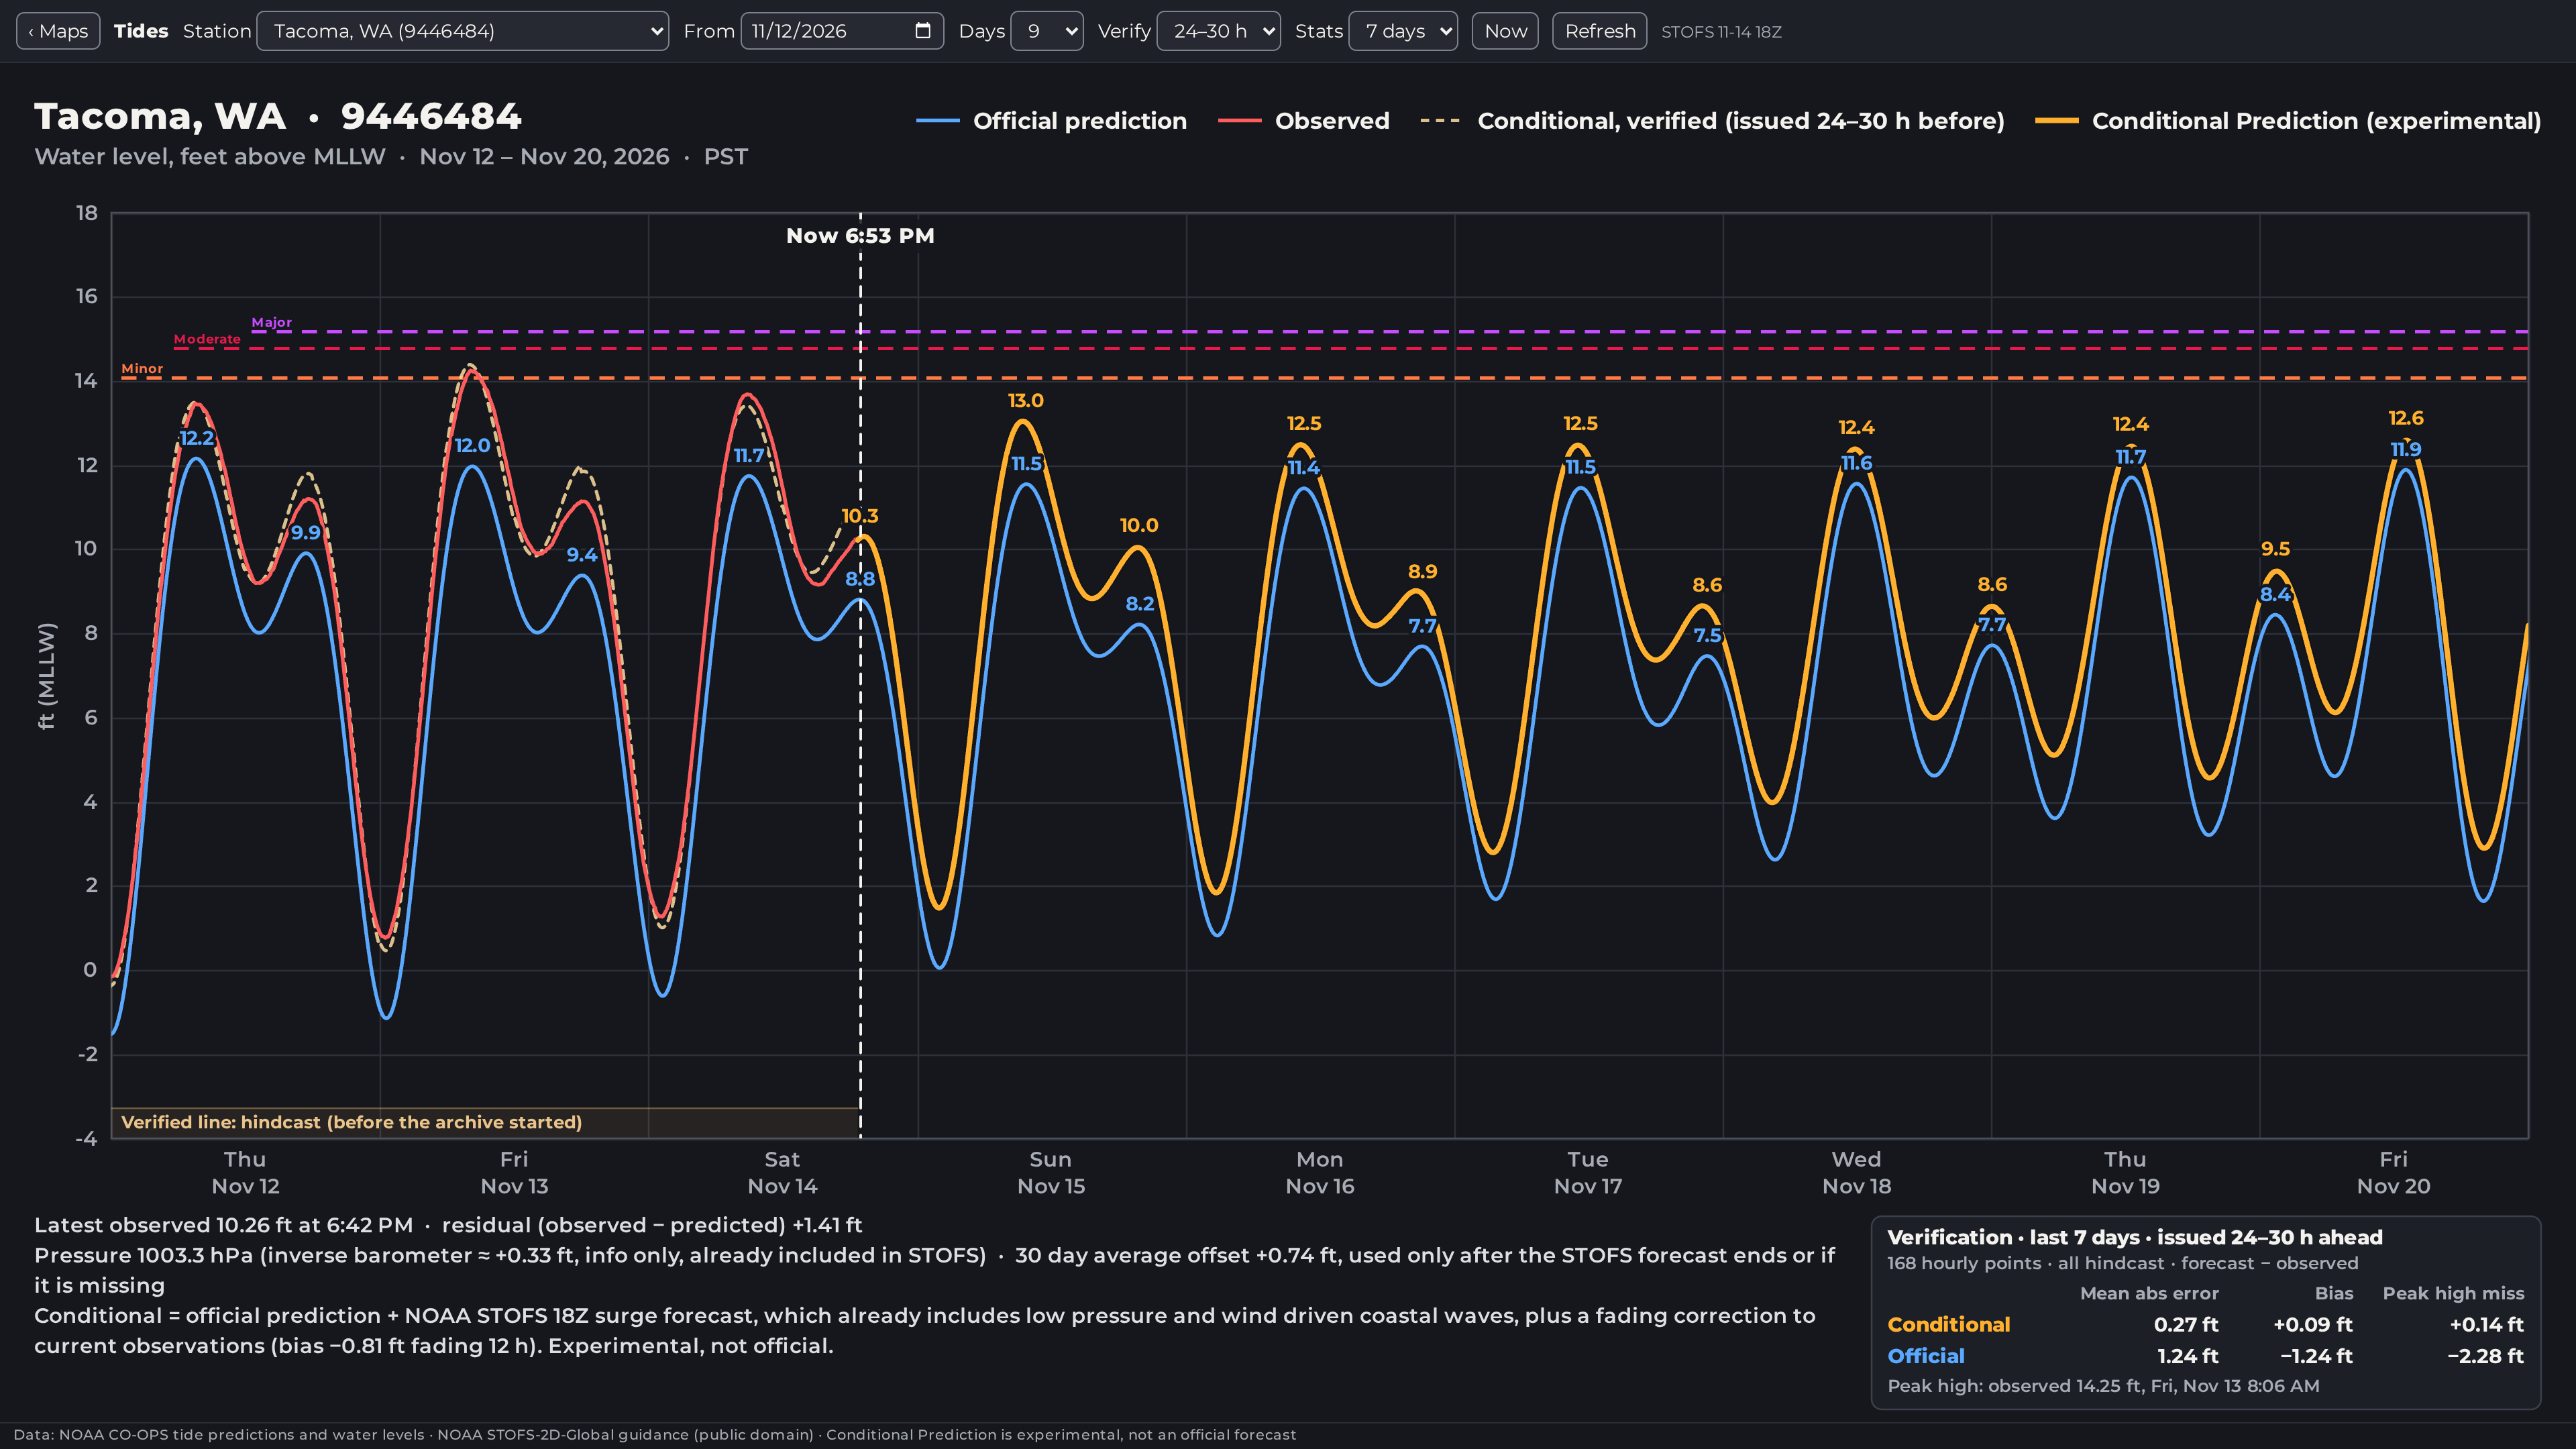 ‹ Maps Tides Station Tacoma, WA (9446484) From 11/12/2026 Days 9 Verify 24–30 h Stats 7 days Now Refresh STOFS 11-14 18Z
Tacoma, WA · 9446484
Water level, feet above MLLW · Nov 12 – Nov 20, 2026 · PST
Official prediction Observed Conditional, verified (issued 24–30 h before) Conditional Prediction (experimental)
Now 6:53 PM
18
16
14
12
10
8
6
4
2
0
-2
-4
ft (MLLW)
Major
Moderate
Minor
12.2
9.9
12.0
9.4
11.7
10.3
8.8
13.0
11.5
10.0
8.2
12.5
11.4
8.9
7.7
12.5
11.5
8.6
7.5
12.4
11.6
8.6
7.7
12.4
11.7
9.5
8.4
12.6
11.9
Verified line: hindcast (before the archive started)
Thu Fri Sat Sun Mon Tue Wed Thu Fri
Nov 12 Nov 13 Nov 14 Nov 15 Nov 16 Nov 17 Nov 18 Nov 19 Nov 20
Latest observed 10.26 ft at 6:42 PM · residual (observed − predicted) +1.41 ft
Pressure 1003.3 hPa (inverse barometer ≈ +0.33 ft, info only, already included in STOFS) · 30 day average offset +0.74 ft, used only after the STOFS forecast ends or if
it is missing
Conditional = official prediction + NOAA STOFS 18Z surge forecast, which already includes low pressure and wind driven coastal waves, plus a fading correction to
current observations (bias −0.81 ft fading 12 h). Experimental, not official.
Verification · last 7 days · issued 24–30 h ahead
168 hourly points · all hindcast · forecast − observed
Mean abs error Bias Peak high miss
Conditional 0.27 ft +0.09 ft +0.14 ft
Official 1.24 ft −1.24 ft −2.28 ft
Peak high: observed 14.25 ft, Fri, Nov 13 8:06 AM
Data: NOAA CO-OPS tide predictions and water levels · NOAA STOFS-2D-Global guidance (public domain) · Conditional Prediction is experimental, not an official forecast